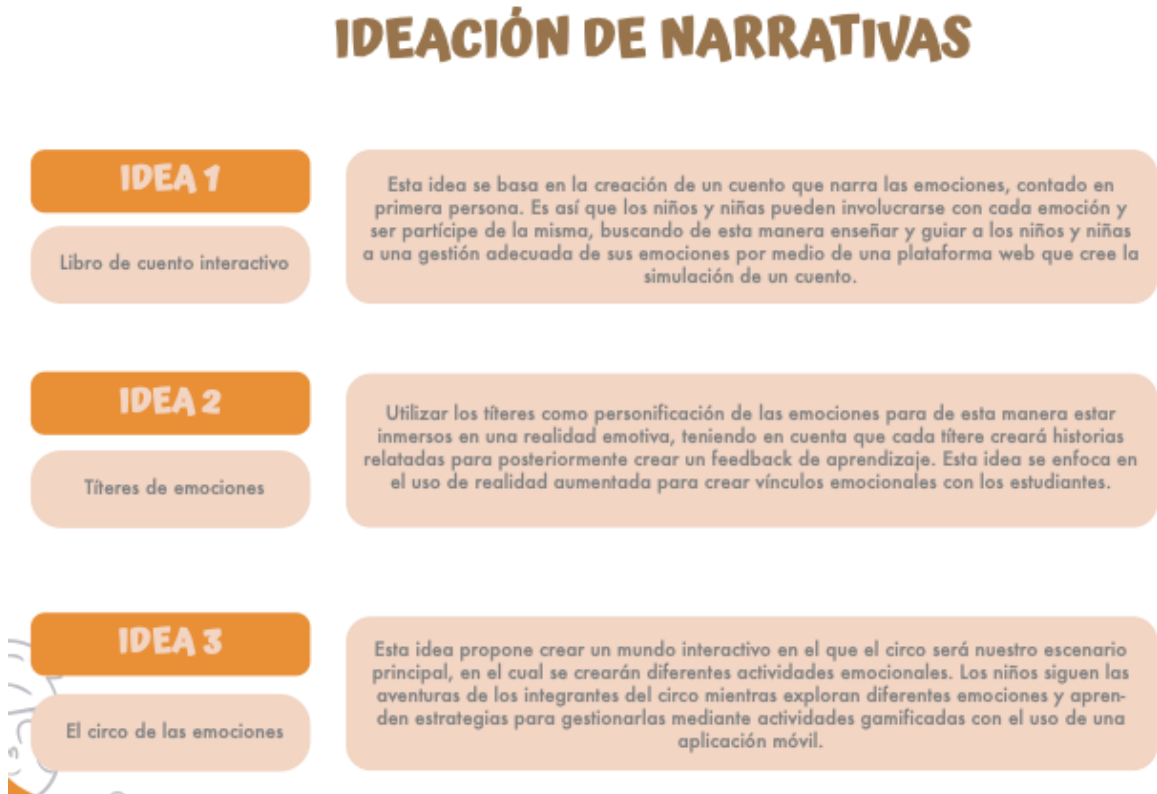 IDEACIÓN DE NARRATIVAS
IDEA 1
Libro de cuento interactivo
Esta idea se basa en la creación de un cuento que narra las emociones, contado en
primera persona. Es así que los niños y niñas pueden involucrarse con cada emoción y
ser partícipe de la misma, buscando de esta manera enseñar y guiar a los niños y niñas
a una gestión adecuada de sus emociones por medio de una plataforma web que cree la
simulación de un cuento.
IDEA 2
Títeres de emociones
Utilizar los títeres como personificación de las emociones para de esta manera estar
inmersos en una realidad emotiva, teniendo en cuenta que cada títere creará historias
relatadas para posteriormente crear un feedback de aprendizaje. Esta idea se enfoca en
el uso de realidad aumentada para crear vínculos emocionales con los estudiantes.
IDEA 3
El circo de las emociones
Esta idea propone crear un mundo interactivo en el que el circo será nuestro escenario
principal, en el cual se crearán diferentes actividades emocionales. Los niños siguen las
aventuras de los integrantes del circo mientras exploran diferentes emociones y apren-
den estrategias para gestionarlas mediante actividades gamificadas con el uso de una
aplicación móvil.